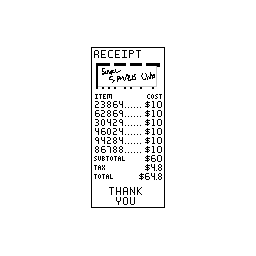 RECEIPT
ITEM COST
23864...... $10
62869...... $10
30429...... $10
46024...... $10
94284...... $10
86788...... $10
SUBTOTAL $60
TAX $4.8
TOTAL $64.8
THANK
YOU